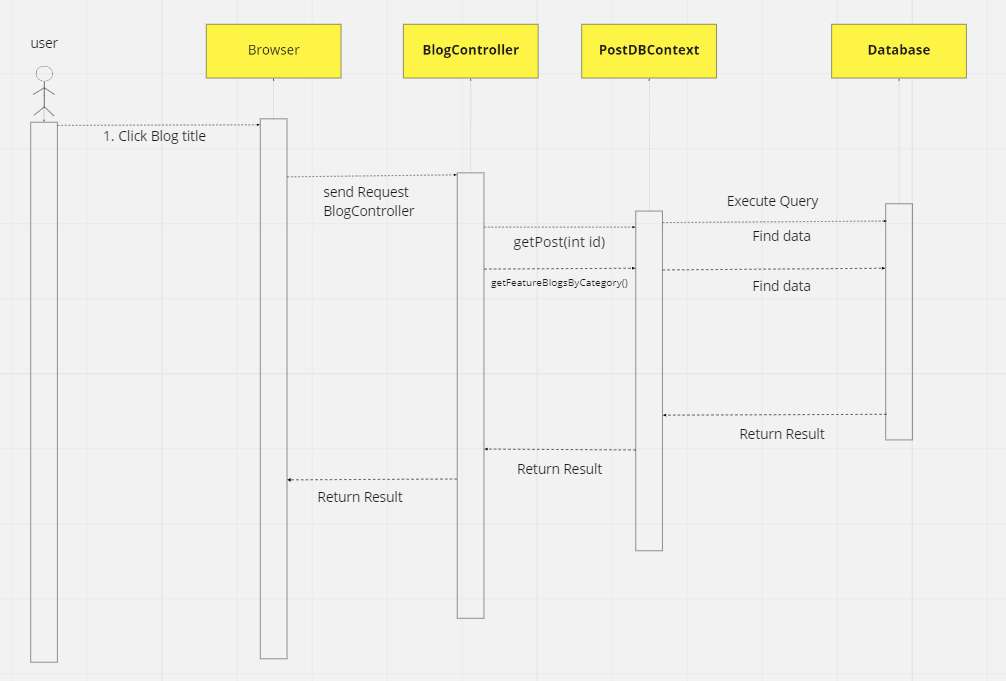 user
Browser
BlogController
PostDBContext
Database
1. Click Blog title
send Request
BlogController
Execute Query
getPost(int id)
Find data
getFeatureBlogsByCategory()
Find data
Return Result
Return Result
Return Result